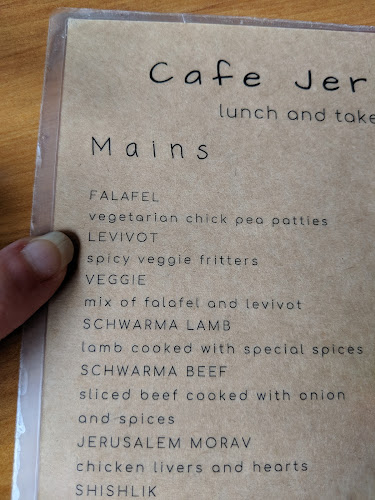 Cafe Jer
lunch and take
Mains
FALAFEL
vegetarian chick pea patties
LEVIVOT
spicy veggie fritters
VEGGIE
mix of falafel and levivot
SCHWARMA LAMB
lamb cooked with special spices
SCHWARMA BEEF
sliced beef cooked with onion
and spices
JERUSALEM MORAV
chicken livers and hearts
SHISHLIK